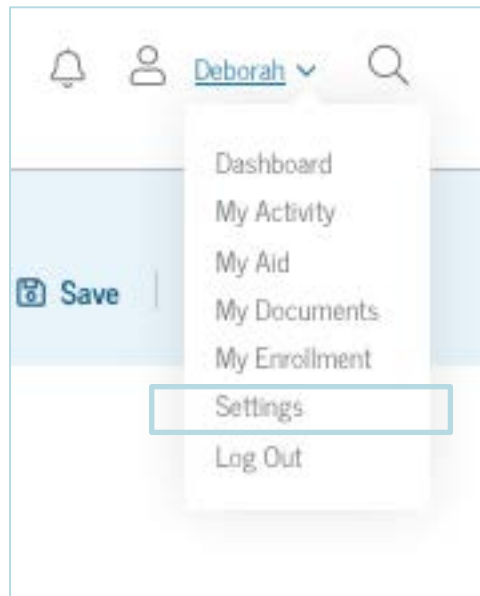 Deborah
Dashboard
My Activity
My Aid
Save
My Documents
My Enrollment
Settings
Log Out